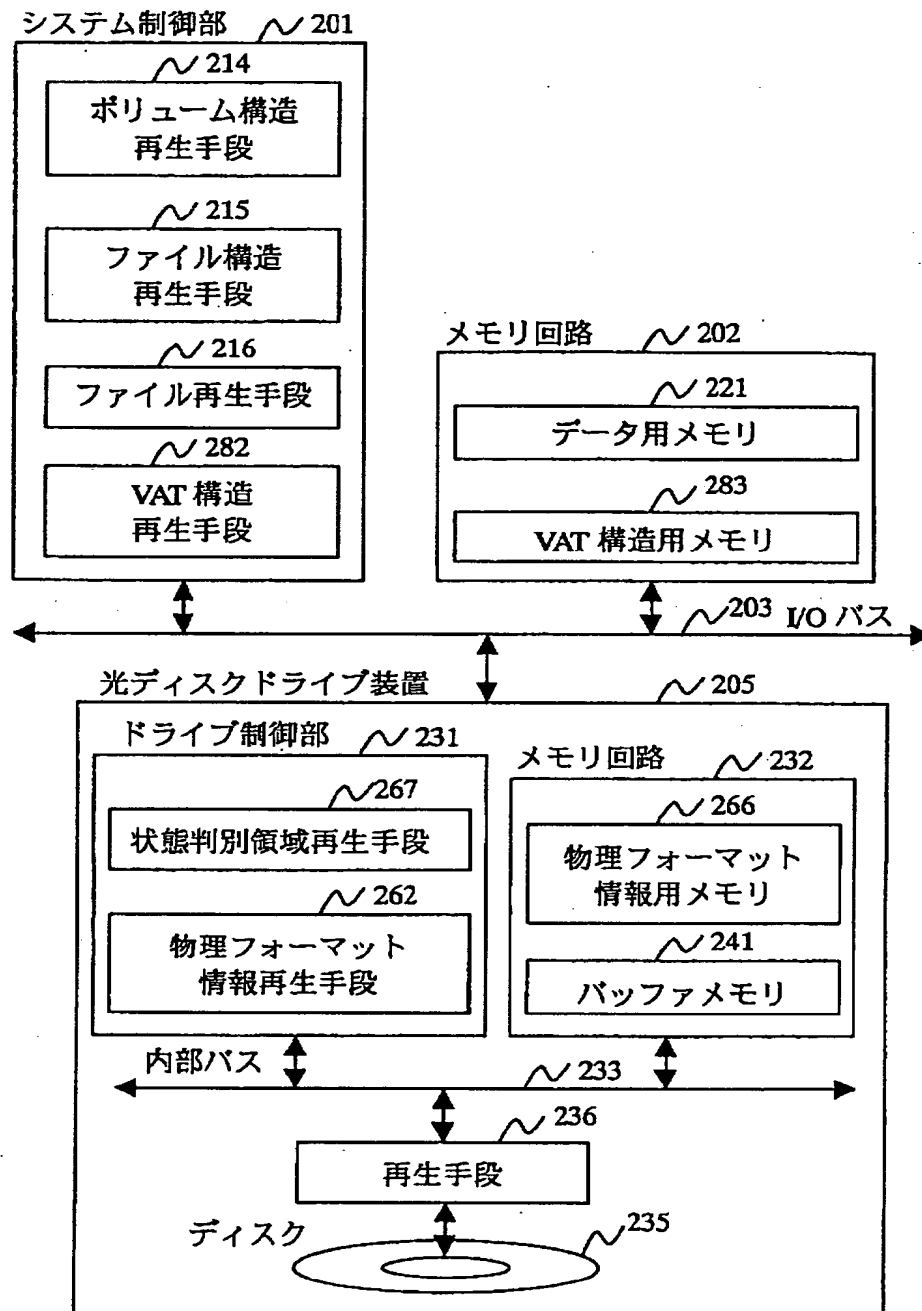 システム制御部 201
214
ボリューム構造
再生手段
215
ファイル構造
再生手段
216
ファイル再生手段
282
VAT 構造
再生手段
メモリ回路 202
221
データ用メモリ
283
VAT 構造用メモリ
203 I/O バス
光ディスクドライブ装置 205
ドライブ制御部 231
267
状態判別領域再生手段
262
物理フォーマット
情報再生手段
メモリ回路 232
266
物理フォーマット
情報用メモリ
241
バッファメモリ
内部バス 233
236
再生手段
ディスク 235